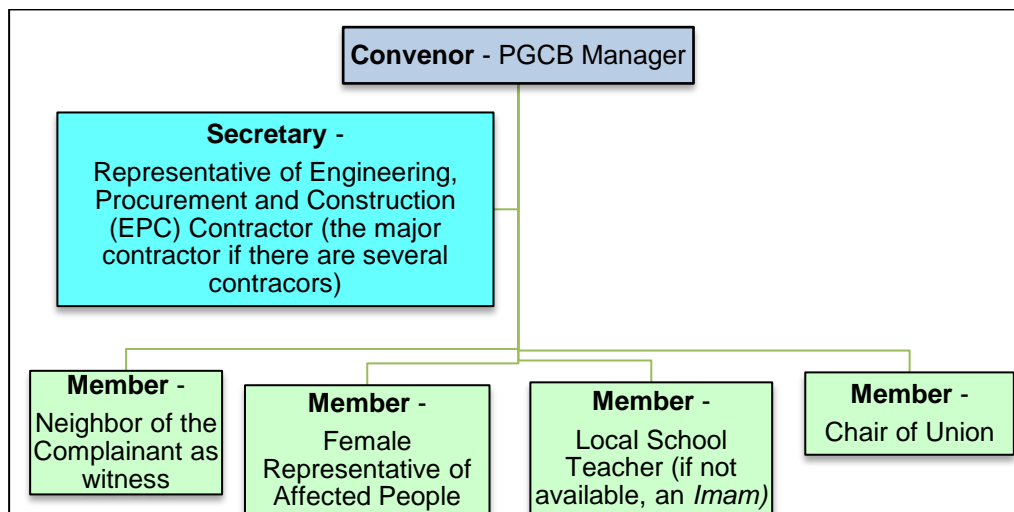 Convenor - PGCB Manager
Secretary -
Representative of Engineering,
Procurement and Construction
(EPC) Contractor (the major
contractor if there are several
contracors)
Member -
Neighbor of the
Complainant as
witness
Member -
Female
Representative of
Affected People
Member -
Local School
Teacher (if not
available, an Imam)
Member -
Chair of Union